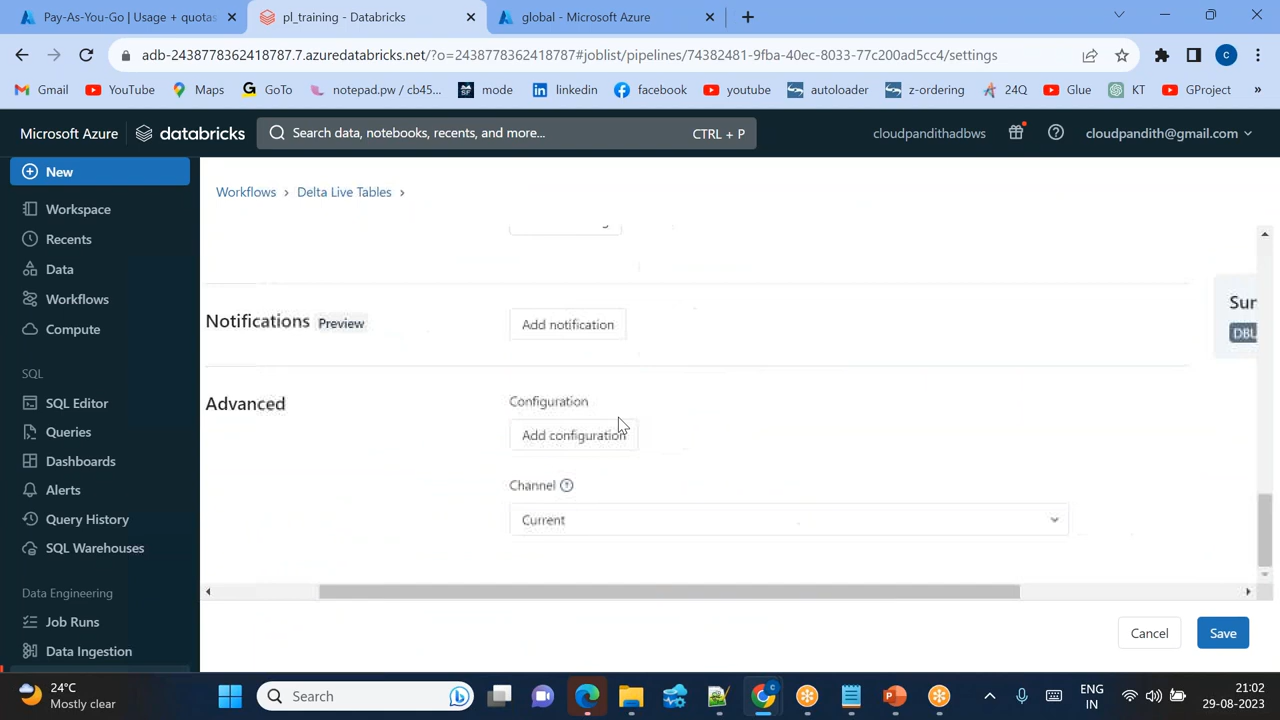 Pay-As-You-Go | Usage + quotas
pl_training - Databricks
global - Microsoft Azure
adb-2438778362418787.7.azuredatabricks.net/?o=2438778362418787#joblist/pipelines/74382481-9fba-40ec-8033-77c200ad5cc4/settings
Gmail
YouTube
Maps
GoTo
notepad.pw / cb45...
mode
linkedin
facebook
youtube
autoloader
z-ordering
24Q
Glue
KT
GProject
»
Microsoft Azure
databricks
Search data, notebooks, recents, and more...
CTRL + P
cloudpandithadbws
cloudpandith@gmail.com
New
Workspace
Recents
Data
Workflows
Compute
SQL
SQL Editor
Queries
Dashboards
Alerts
Query History
SQL Warehouses
Data Engineering
Job Runs
Data Ingestion
Workflows > Delta Live Tables >
Notifications Preview
Add notification
Advanced
Configuration
Add configuration
Channel
Current
Sur
DBU
Cancel
Save
24°C
Mostly clear
Search
ENG
IN
21:02
29-08-2023